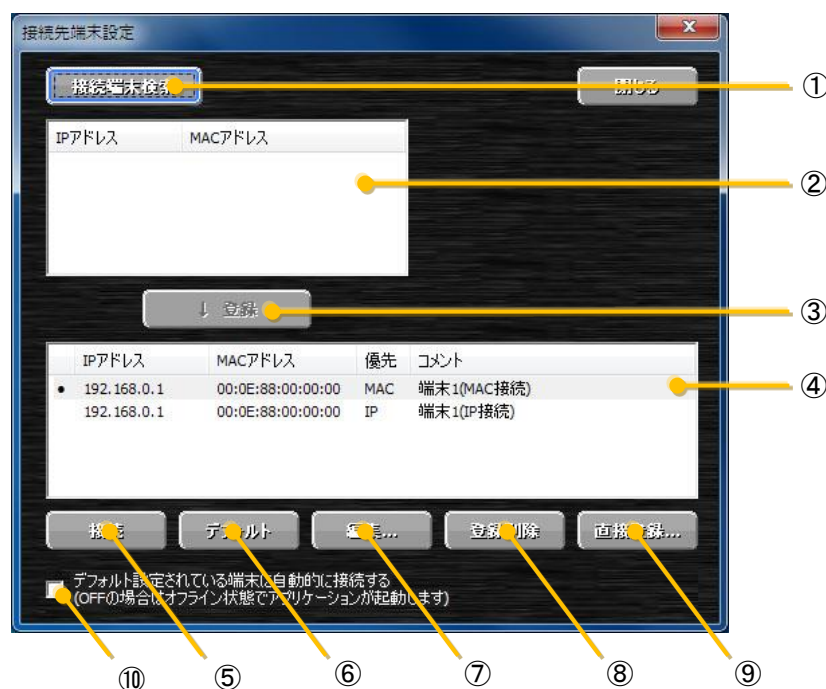 接続先端末設定
接続端末検索
閉じる
①
IPアドレス MACアドレス
②
↓ 登録
③
IPアドレス MACアドレス 優先 コメント
• 192.168.0.1 00:0E:88:00:00:00 MAC 端末1(MAC接続)
④
192.168.0.1 00:0E:88:00:00:00 IP 端末1(IP接続)
接続 デフォルト 編集... 登録削除 直接登録...
デフォルト設定されている端末に自動的に接続する
(OFFの場合はオフライン状態でアプリケーションが起動します)
⑩ ⑤ ⑥ ⑦ ⑧ ⑨